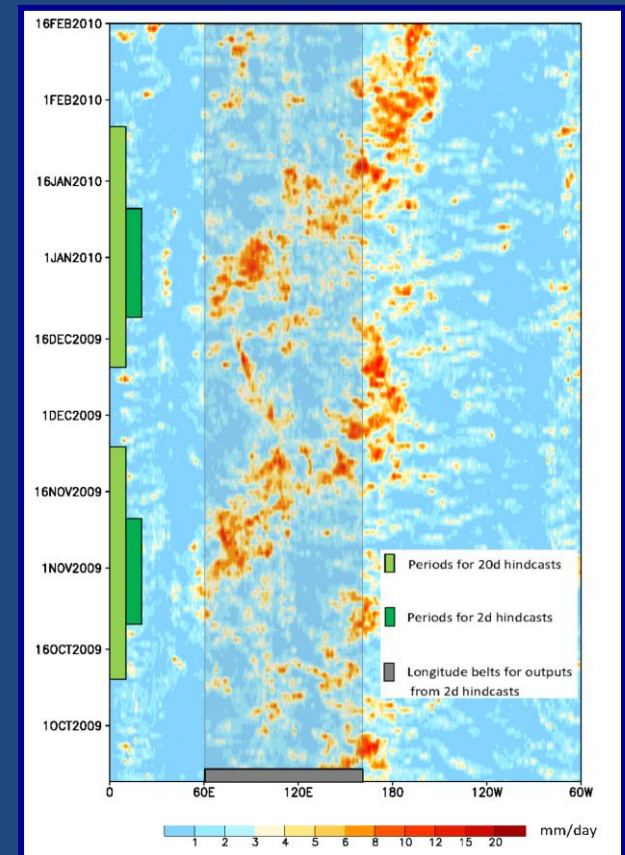 16FEB2010
1FEB2010
16JAN2010
1JAN2010
16DEC2009
1DEC2009
16NOV2009
1NOV2009
16OCT2009
1OCT2009
Periods for 20d hindcasts
Periods for 2d hindcasts
Longitude belts for outputs
from 2d hindcasts
0 60E 120E 180 120W 60W
1 2 3 4 5 6 8 10 12 15 20 mm/day